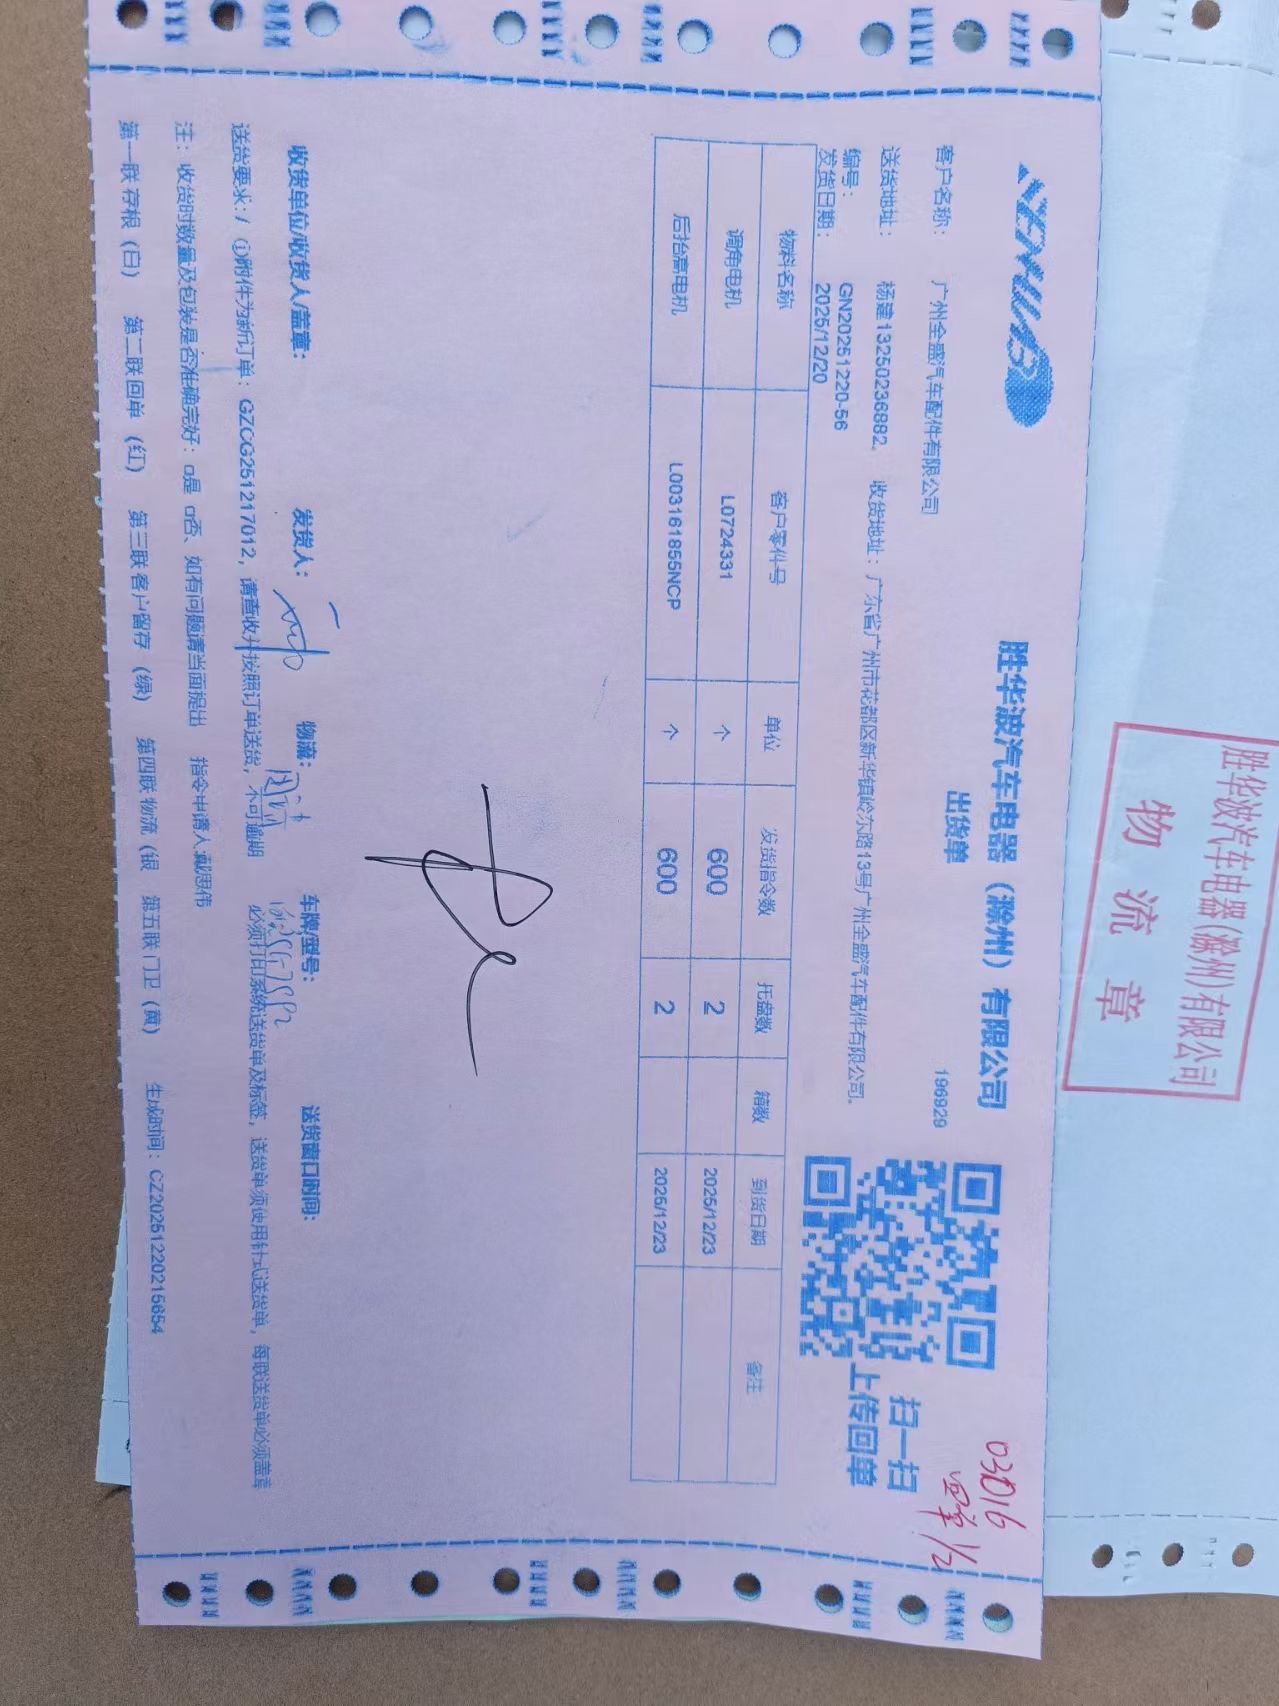 SHENGHUABO
胜华波汽车电器（滁州）有限公司
出货单
196929
扫一扫
上传回单
03016
回单1/2
客户名称： 广州全盛汽车配件有限公司
送货地址： 杨建13250236882， 收货地址：广东省广州市花都区新华镇岭东路13号广州全盛汽车配件有限公司。
编号： GN20251220-56
发货日期： 2025/12/20
物料名称 客户零件号 单位 发货指令数 托盘数 箱数 到货日期 备注
调角电机 L0724331 个 600 2 2025/12/23
后抬高电机 L003161855NCP 个 600 2 2025/12/23
收货单位/收货人/盖章： 发货人： 物流： 车牌/型号： 送货窗口时间：
送货要求：/ ①附件为新订单：GZCG251217012，请查收并按照订单送货，不可逾期 必须打印系统送货单及标签，送货单须使用针式送货单，每联送货单必须盖章
注：收货时数量及包装是否准确完好：□是 □否、如有问题请当面提出 指令申请人:戴思伟
第一联存根（白） 第二联回单（红） 第三联客户留存（绿） 第四联物流（银 第五联门卫（黄） 生成时间：CZ20251220215654
胜华波汽车电器(滁州)有限公司
物流章